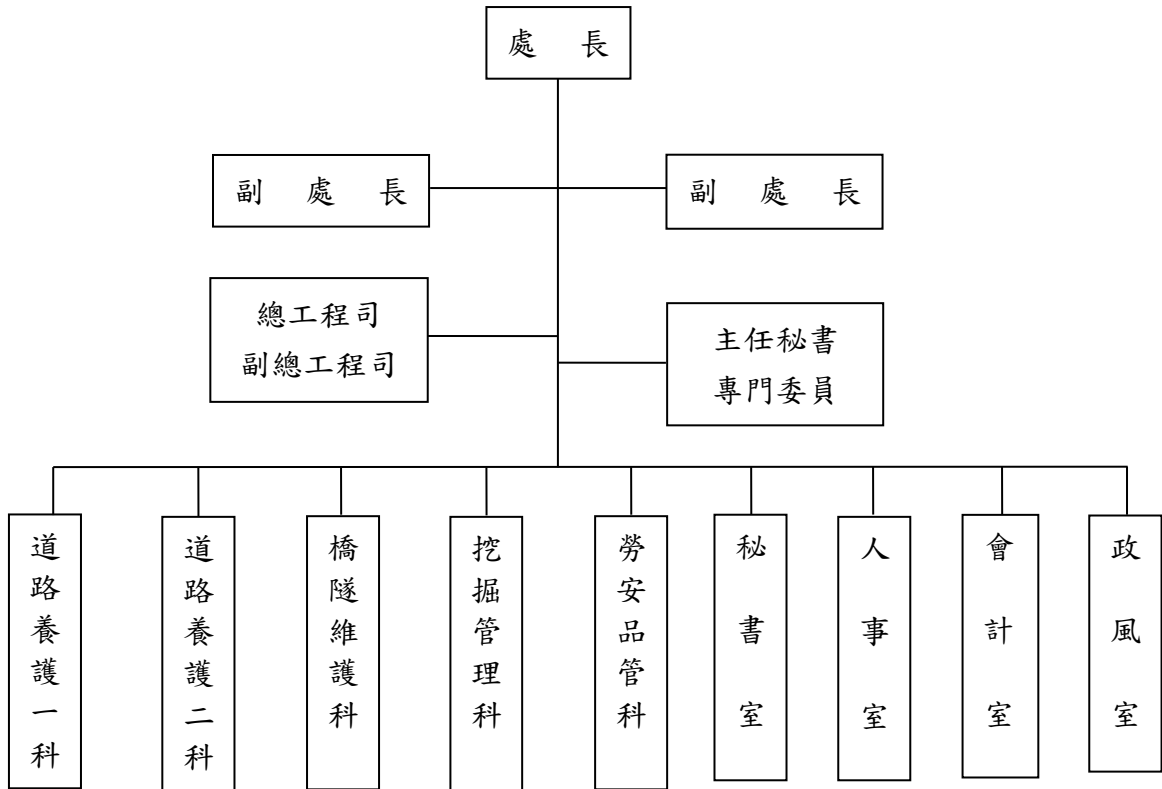 處長
副處長
副處長
總工程司
副總工程司
主任秘書
專門委員
道路養護一科
道路養護二科
橋隧維護科
挖掘管理科
勞安品管科
秘書室
人事室
會計室
政風室